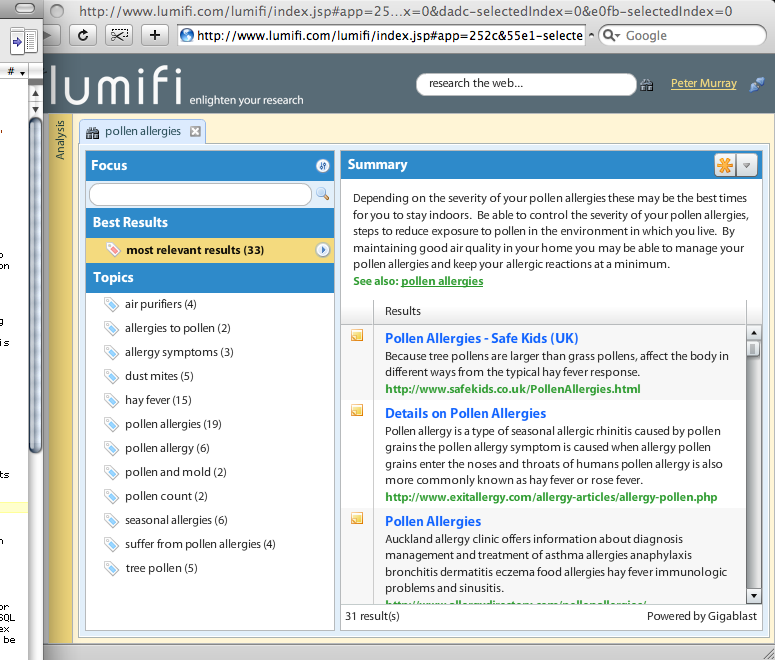 http://www.lumifi.com/lumifi/index.jsp#app=25...x=0&dadc-selectedIndex=0&e0fb-selectedIndex=0
http://www.lumifi.com/lumifi/index.jsp#app=252c&55e1-selecte
Google
#
lumifi
enlighten your research
research the web...
Peter Murray
Analysis
pollen allergies
Focus
Best Results
most relevant results (33)
Topics
air purifiers (4)
allergies to pollen (2)
allergy symptoms (3)
dust mites (5)
hay fever (15)
pollen allergies (19)
pollen allergy (6)
pollen and mold (2)
pollen count (2)
seasonal allergies (6)
suffer from pollen allergies (4)
tree pollen (5)
Summary
Depending on the severity of your pollen allergies these may be the best times
for you to stay indoors. Be able to control the severity of your pollen allergies,
steps to reduce exposure to pollen in the environment in which you live. By
maintaining good air quality in your home you may be able to manage your
pollen allergies and keep your allergic reactions at a minimum.
See also: pollen allergies
Results
Pollen Allergies - Safe Kids (UK)
Because tree pollens are larger than grass pollens, affect the body in
different ways from the typical hay fever response.
http://www.safekids.co.uk/PollenAllergies.html
Details on Pollen Allergies
Pollen allergy is a type of seasonal allergic rhinitis caused by pollen
grains the pollen allergy symptom is caused when allergy pollen
grains enter the noses and throats of humans pollen allergy is also
more commonly known as hay fever or rose fever.
http://www.exitallergy.com/allergy-articles/allergy-pollen.php
Pollen Allergies
Auckland allergy clinic offers information about diagnosis
management and treatment of asthma allergies anaphylaxis
bronchitis dermatitis eczema food allergies hay fever immunologic
problems and sinusitis.
31 result(s)
Powered by Gigablast